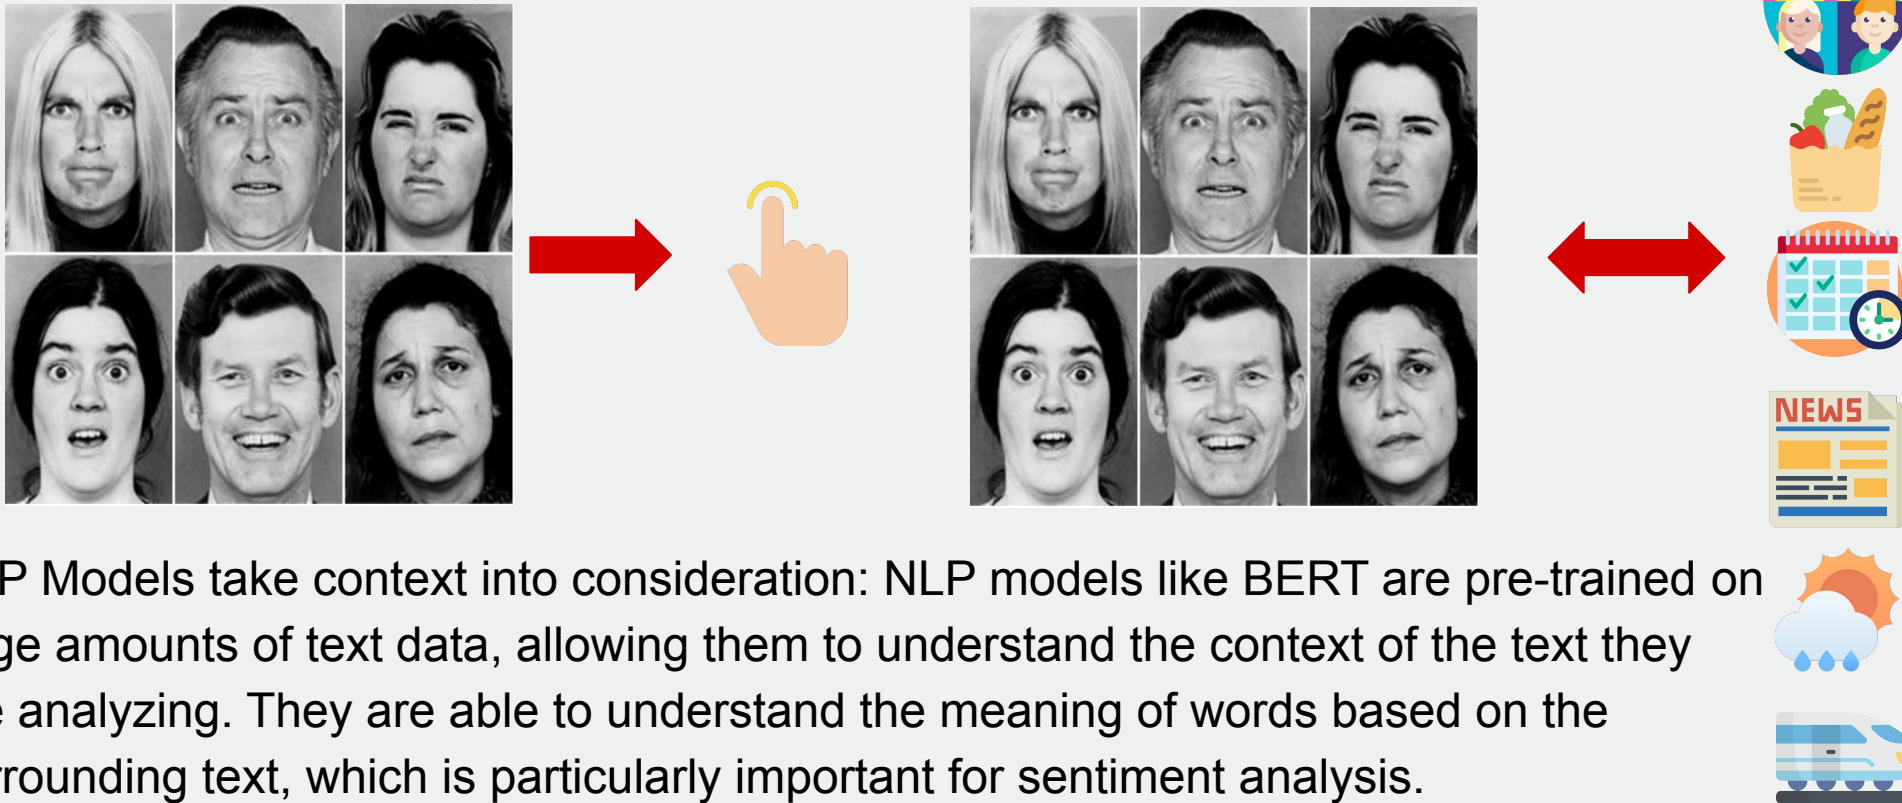 NEWS
P Models take context into consideration: NLP models like BERT are pre-trained on
ge amounts of text data, allowing them to understand the context of the text they
e analyzing. They are able to understand the meaning of words based on the
rrounding text, which is particularly important for sentiment analysis.